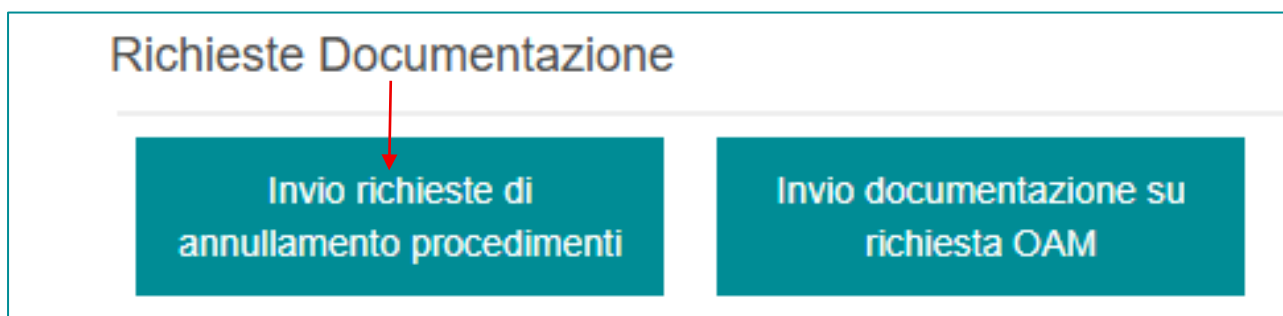 Richieste Documentazione
Invio richieste di
annullamento procedimenti
Invio documentazione su
richiesta OAM